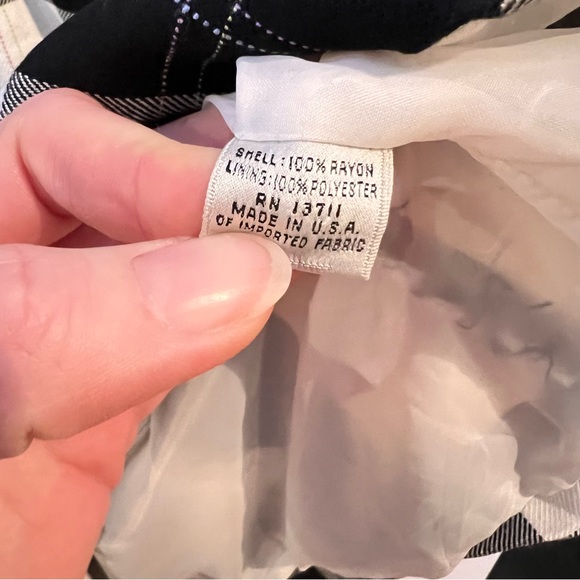 SHELL: 100% RAYON
LINING: 100% POLYESTER
RN 13711
MADE IN U.S.A.
OF IMPORTED FABRIC